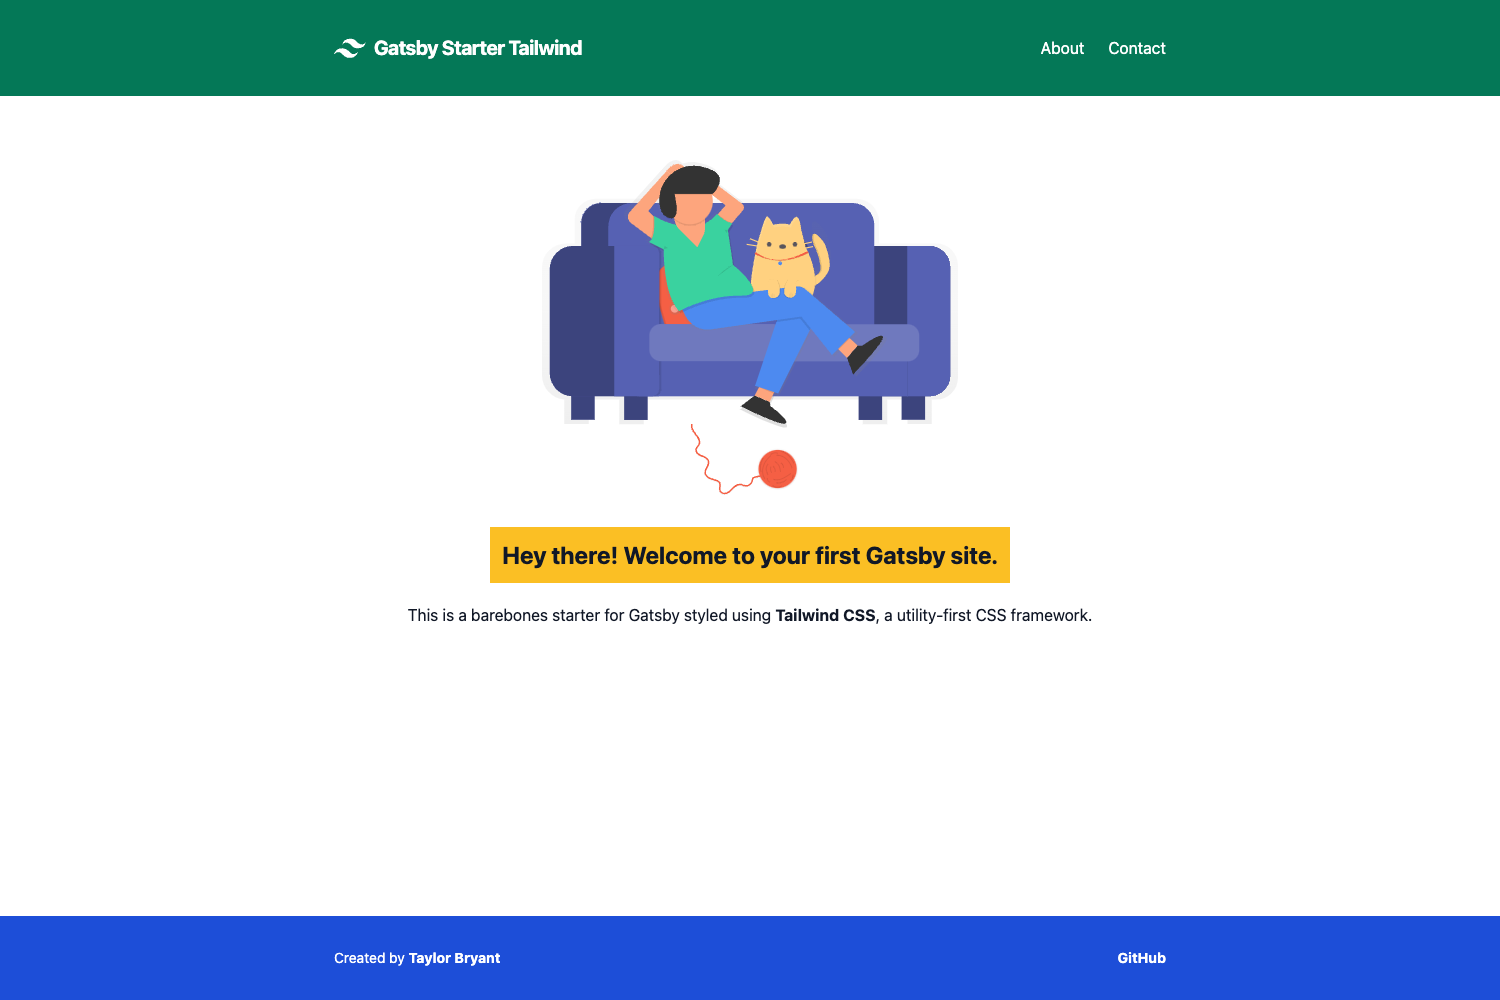 Gatsby Starter Tailwind
About
Contact
Hey there! Welcome to your first Gatsby site.
This is a barebones starter for Gatsby styled using Tailwind CSS, a utility-first CSS framework.
Created by Taylor Bryant
GitHub